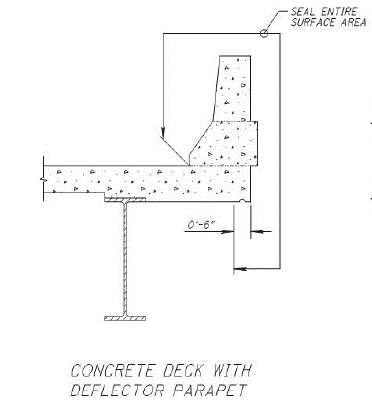 SEAL ENTIRE
SURFACE AREA
0'-6"
CONCRETE DECK WITH
DEFLECTOR PARAPET